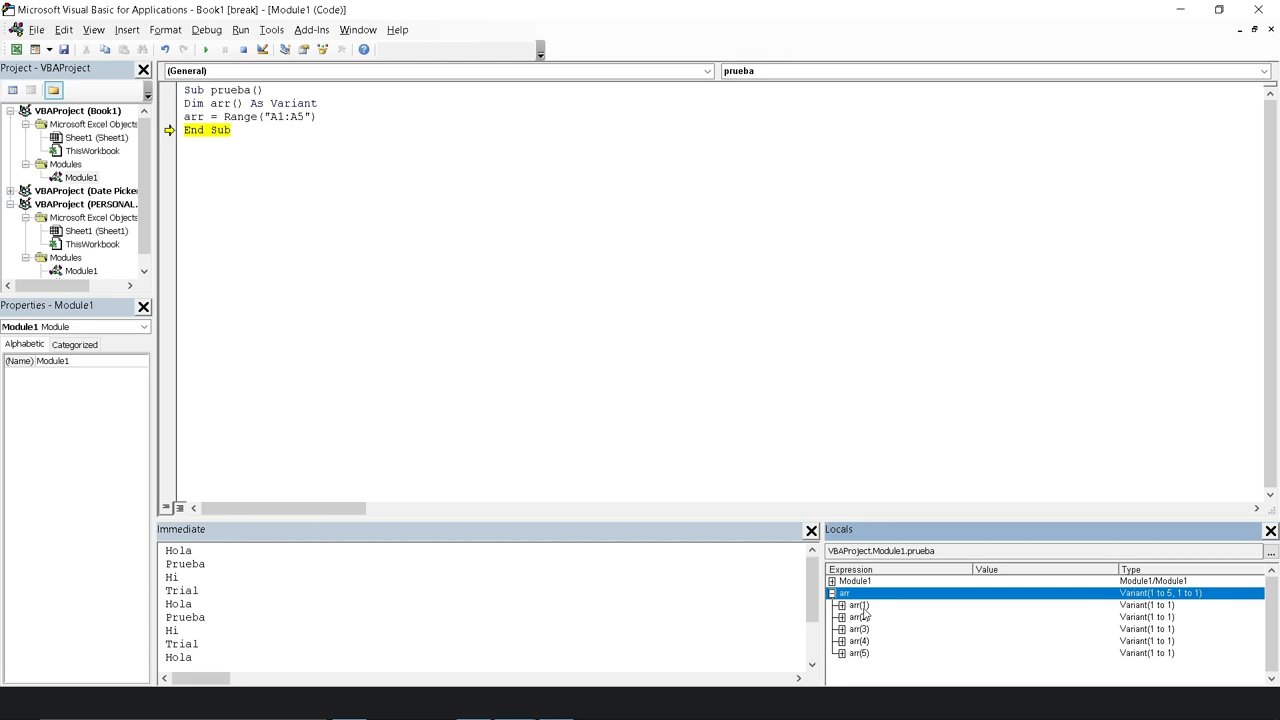 Microsoft Visual Basic for Applications - Book1 [break] - [Module1 (Code)]
File Edit View Insert Format Debug Run Tools Add-Ins Window Help
Project - VBAProject
VBAProject (Book1)
Microsoft Excel Objects
Sheet1 (Sheet1)
ThisWorkbook
Modules
Module1
VBAProject (Date Picker
VBAProject (PERSONAL.
Microsoft Excel Objects
Sheet1 (Sheet1)
ThisWorkbook
Modules
Module1
Properties - Module1
Module1 Module
Alphabetic Categorized
(Name) Module1
(General) prueba
Sub prueba()
Dim arr() As Variant
arr = Range("A1:A5")
End Sub
Immediate
Hola
Prueba
Hi
Trial
Hola
Prueba
Hi
Trial
Hola
Locals
VBAProject.Module1.prueba
...
Expression Value Type
Module1 Module1/Module1
arr Variant(1 to 5, 1 to 1)
arr(1) Variant(1 to 1)
Variant(1 to 1)
arr(3) Variant(1 to 1)
arr(4) Variant(1 to 1)
arr(5) Variant(1 to 1)